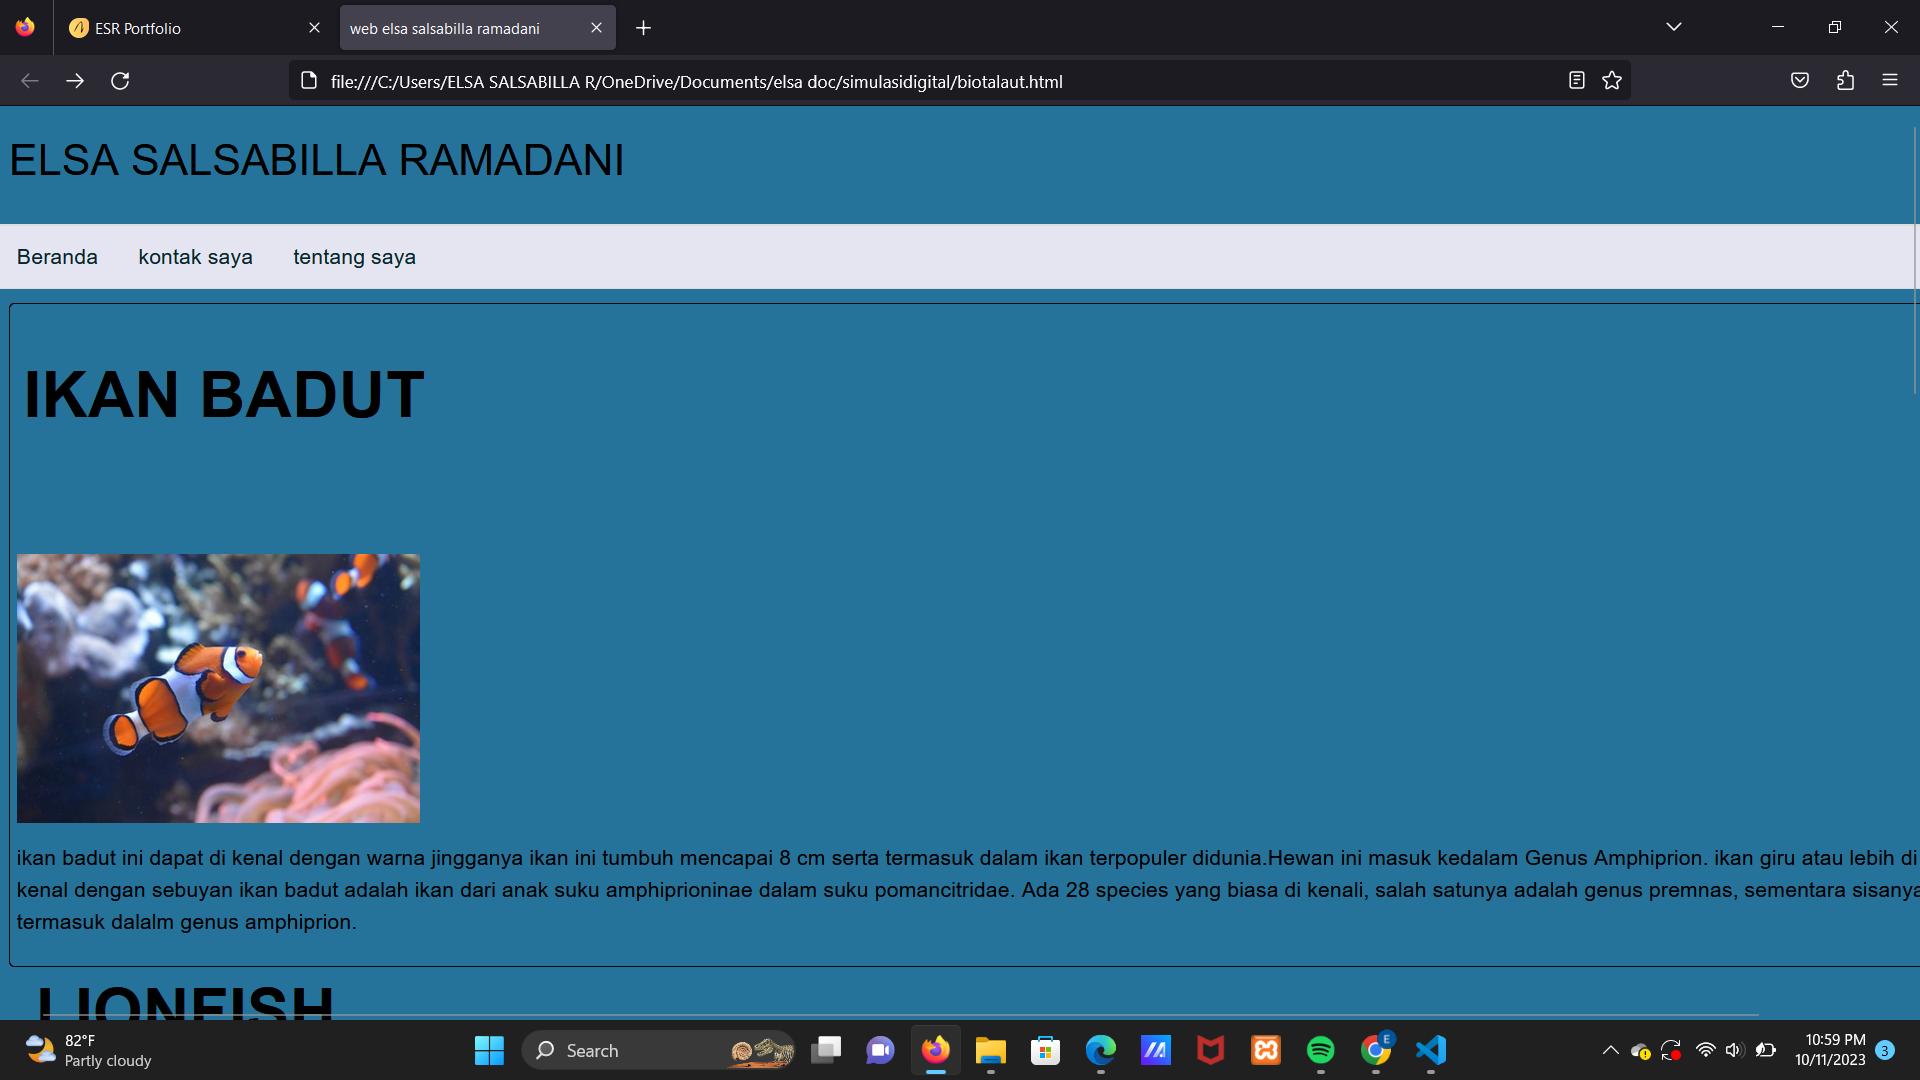 ESR Portfolio
web elsa salsabilla ramadani
file:///C:/Users/ELSA SALSABILLA R/OneDrive/Documents/elsa doc/simulasidigital/biotalaut.html
ELSA SALSABILLA RAMADANI
Beranda kontak saya tentang saya
IKAN BADUT
ikan badut ini dapat di kenal dengan warna jingganya ikan ini tumbuh mencapai 8 cm serta termasuk dalam ikan terpopuler didunia.Hewan ini masuk kedalam Genus Amphiprion. ikan giru atau lebih di
kenal dengan sebuyan ikan badut adalah ikan dari anak suku amphiprioninae dalam suku pomancitridae. Ada 28 species yang biasa di kenali, salah satunya adalah genus premnas, sementara sisanya
termasuk dalalm genus amphiprion.
LIONFISH
82°F
Partly cloudy
Search
E
10:59 PM
10/11/2023
3